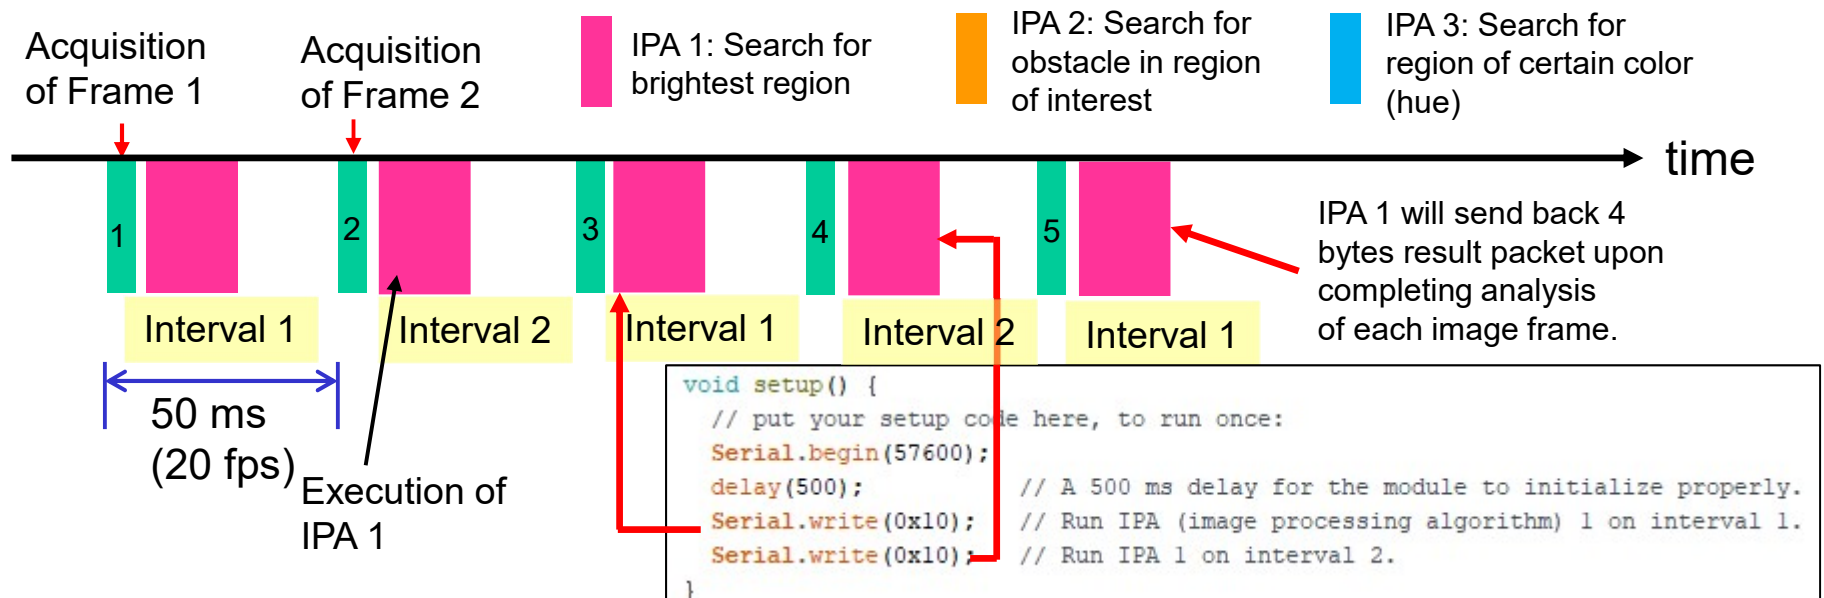 Acquisition
of Frame 1
Acquisition
of Frame 2
IPA 1: Search for
brightest region
IPA 2: Search for
obstacle in region
of interest
IPA 3: Search for
region of certain color
(hue)
time
1
2
3
4
5
IPA 1 will send back 4
bytes result packet upon
completing analysis
of each image frame.
Interval 1
Interval 2
Interval 1
Interval 2
Interval 1
50 ms
(20 fps)
Execution of
IPA 1
void setup() {
// put your setup code here, to run once:
Serial.begin(57600);
delay(500); // A 500 ms delay for the module to initialize properly.
Serial.write(0x10); // Run IPA (image processing algorithm) 1 on interval 1.
Serial.write(0x10); // Run IPA 1 on interval 2.
}